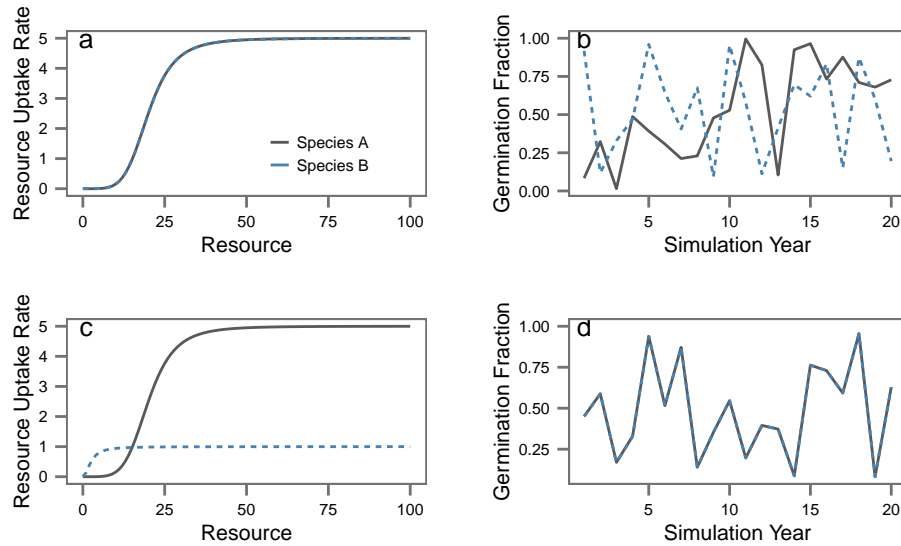 a
Resource Uptake Rate
5
4
3
2
1
0
Species A
Species B
0 25 50 75 100
Resource
b
Germination Fraction
1.00
0.75
0.50
0.25
0.00
5 10 15 20
Simulation Year
c
Resource Uptake Rate
5
4
3
2
1
0
0 25 50 75 100
Resource
d
Germination Fraction
1.00
0.75
0.50
0.25
5 10 15 20
Simulation Year